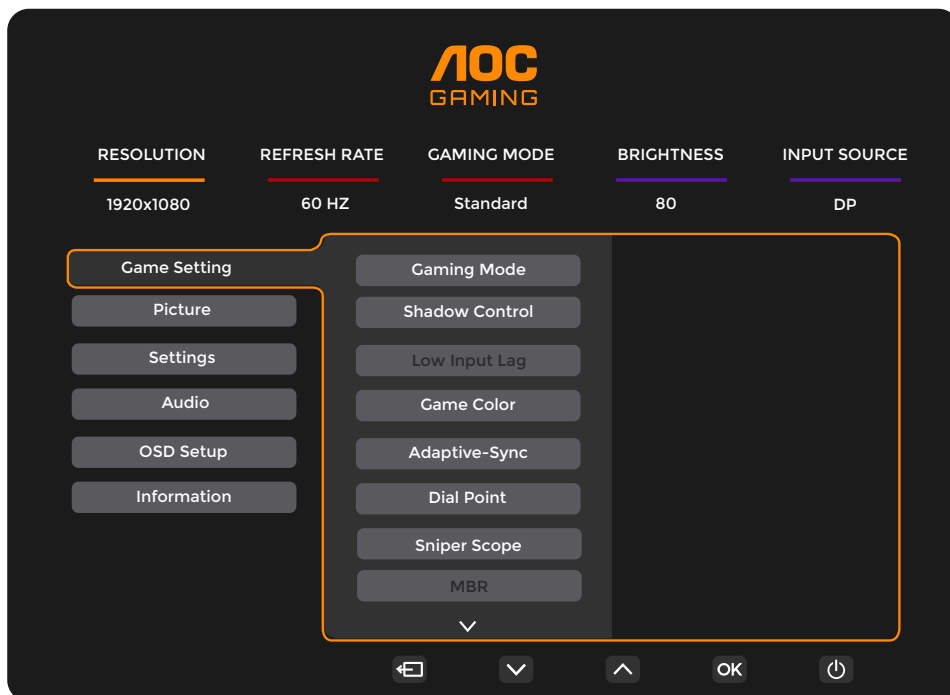 AOC
GAMING
RESOLUTION REFRESH RATE GAMING MODE BRIGHTNESS INPUT SOURCE
1920x1080 60 HZ Standard 80 DP
Game Setting
Picture
Settings
Audio
OSD Setup
Information
Gaming Mode
Shadow Control
Low Input Lag
Game Color
Adaptive-Sync
Dial Point
Sniper Scope
MBR
OK